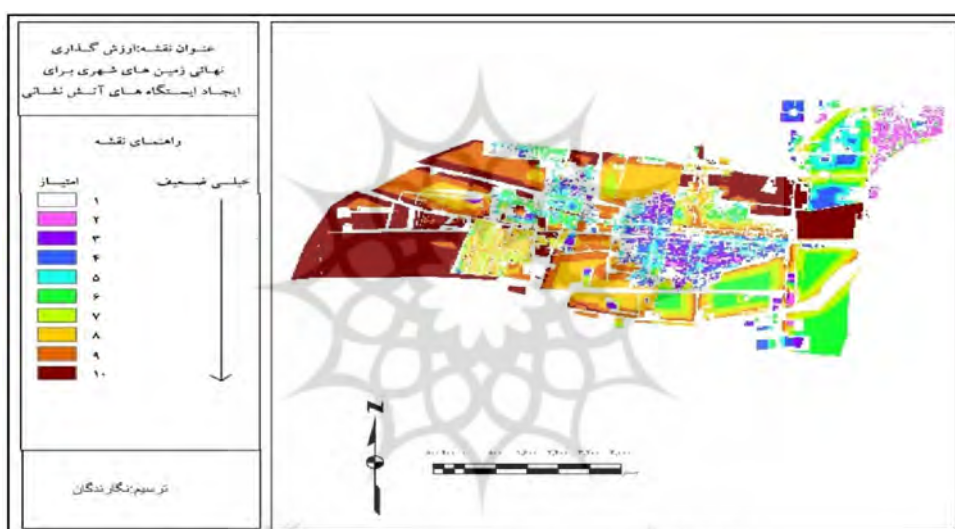 عنوان نقشه:ارزش گذاری
نهائی زمین های شهری برای
ایجاد ایستگاه های آتش نشانی
راهنمای نقشه
امتیاز
خیلی ضعیف
۱
۲
۳
۴
۵
۶
۷
۸
۹
۱۰
ترسیم:نگارندگان
N